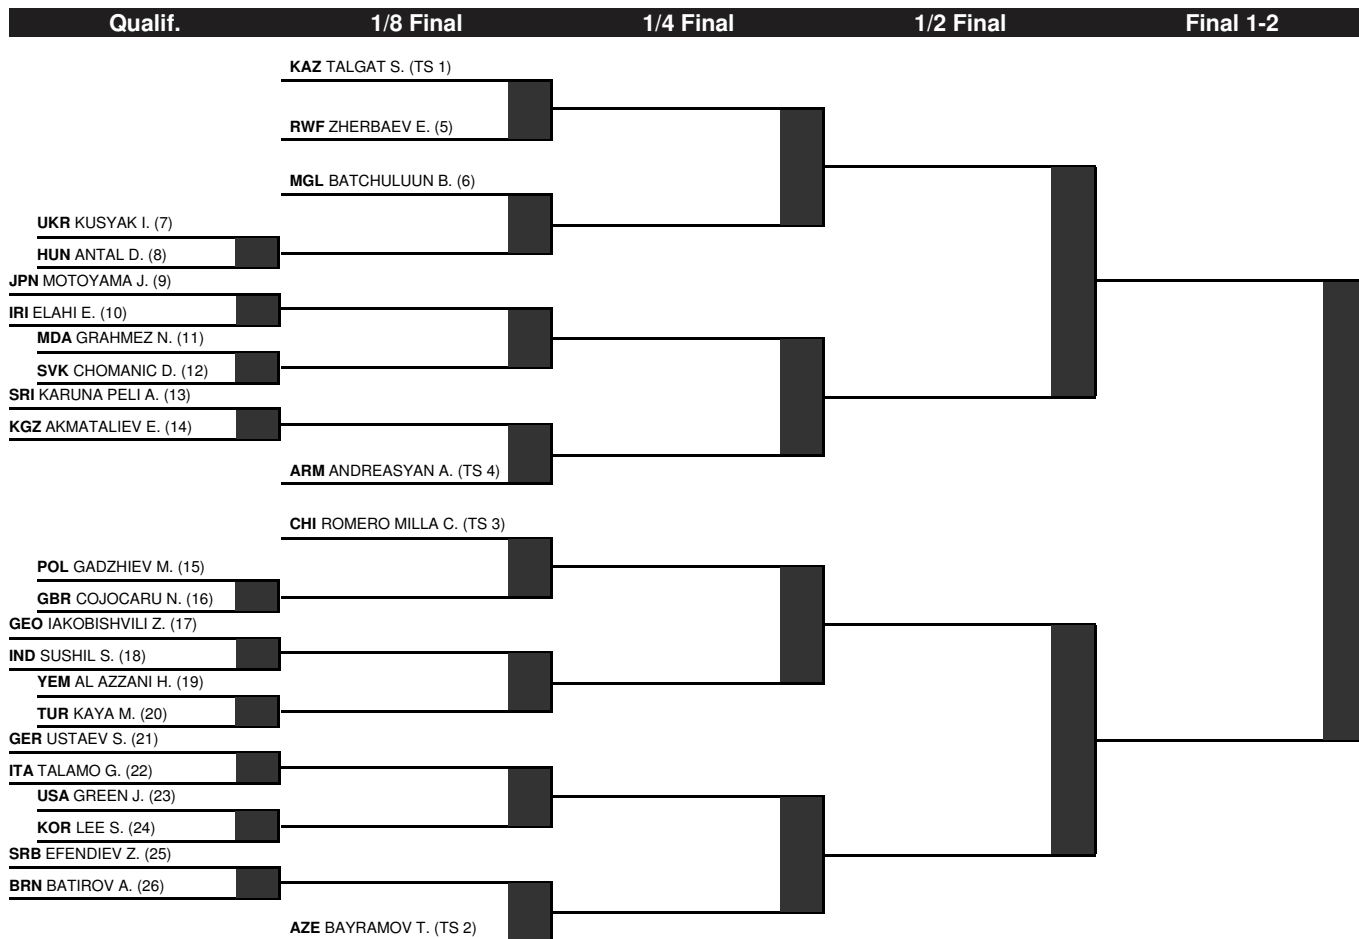 Qualif. 1/8 Final 1/4 Final 1/2 Final Final 1-2
KAZ TALGAT S. (TS 1)
RWF ZHERBAEV E. (5)
MGL BATCHULUUN B. (6)
UKR KUSYAK I. (7)
HUN ANTAL D. (8)
JPN MOTOYAMA J. (9)
IRI ELAHI E. (10)
MDA GRAHMEZ N. (11)
SVK CHOMANIC D. (12)
SRI KARUNA PELI A. (13)
KGZ AKMATALIEV E. (14)
ARM ANDREASYAN A. (TS 4)
CHI ROMERO MILLA C. (TS 3)
POL GADZHIEV M. (15)
GBR COJOCARU N. (16)
GEO IAKOBISHVILI Z. (17)
IND SUSHIL S. (18)
YEM AL AZZANI H. (19)
TUR KAYA M. (20)
GER USTAEV S. (21)
ITA TALAMO G. (22)
USA GREEN J. (23)
KOR LEE S. (24)
SRB EFENDIEV Z. (25)
BRN BATIROV A. (26)
AZE BAYRAMOV T. (TS 2)